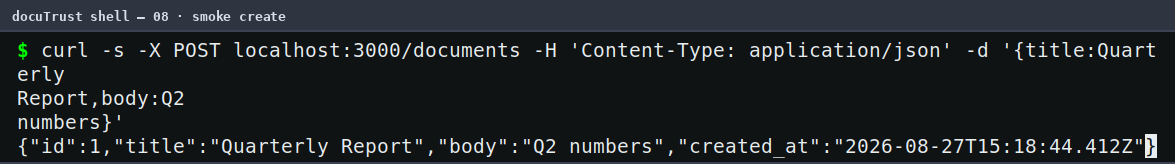 docuTrust shell — 08 · smoke create
$ curl -s -X POST localhost:3000/documents -H 'Content-Type: application/json' -d '{title:Quart
erly
Report,body:Q2
numbers}'
{"id":1,"title":"Quarterly Report","body":"Q2 numbers","created_at":"2026-08-27T15:18:44.412Z"}